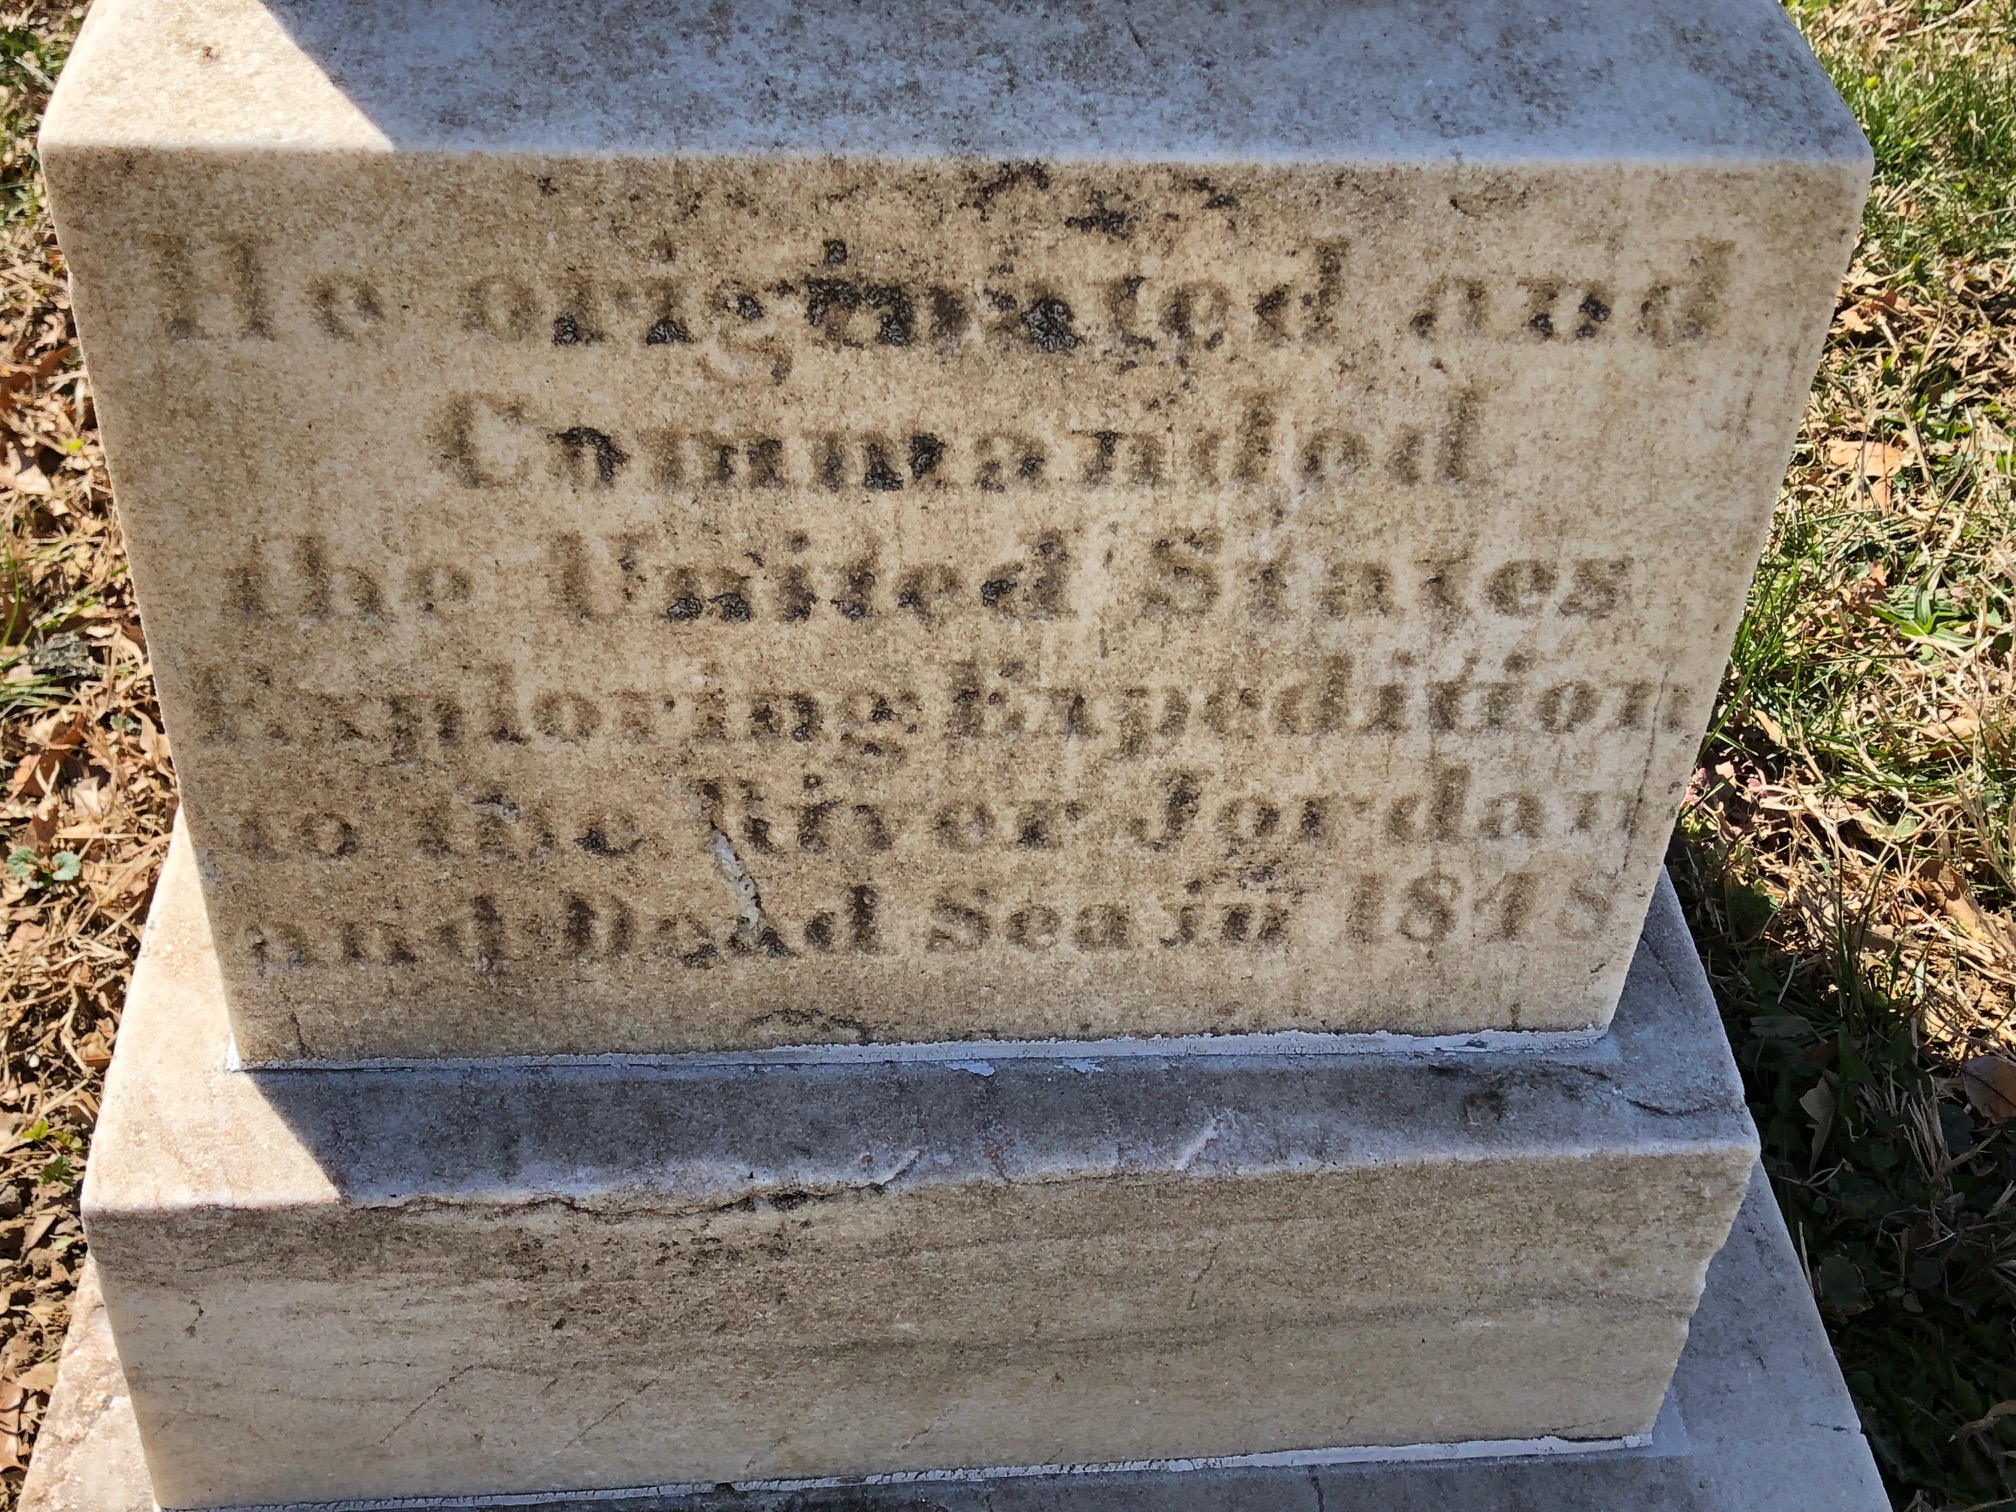 He originated and
Commanded
the United States
Exploring Expedition
to the River Jordan
and Dead Sea in 1848